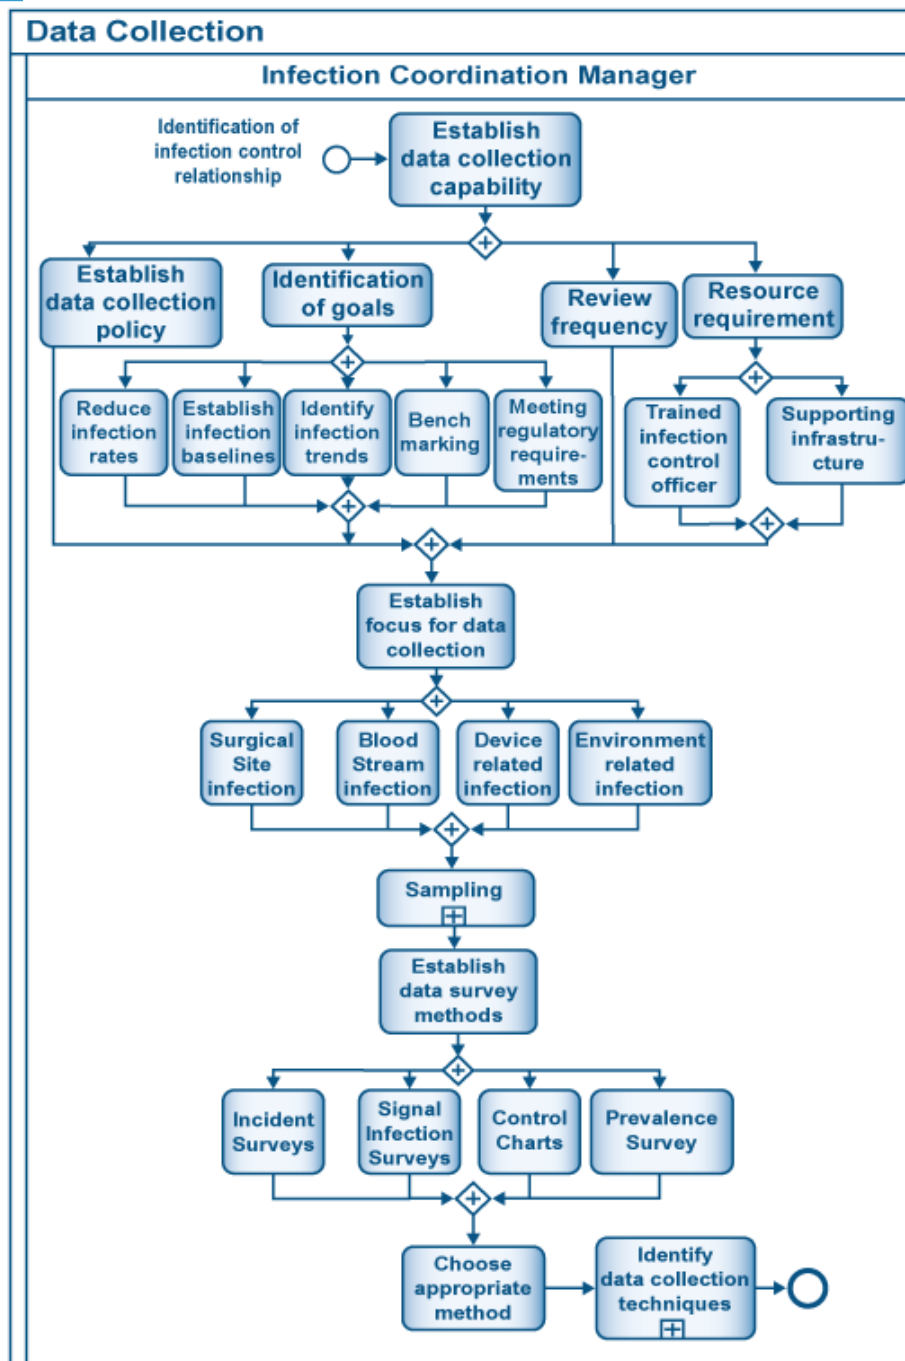 Data Collection
Infection Coordination Manager
Identification of
infection control
relationship
Establish
data collection
capability
Establish
data collection
policy
Identification
of goals
Review
frequency
Resource
requirement
Reduce
infection
rates
Establish
infection
baselines
Identify
infection
trends
Bench
marking
Meeting
regulatory
require-
ments
Trained
infection
control
officer
Supporting
infrastru-
cture
Establish
focus for data
collection
Surgical
Site
infection
Blood
Stream
infection
Device
related
infection
Environment
related
infection
Sampling
Establish
data survey
methods
Incident
Surveys
Signal
Infection
Surveys
Control
Charts
Prevalence
Survey
Choose
appropriate
method
Identify
data collection
techniques